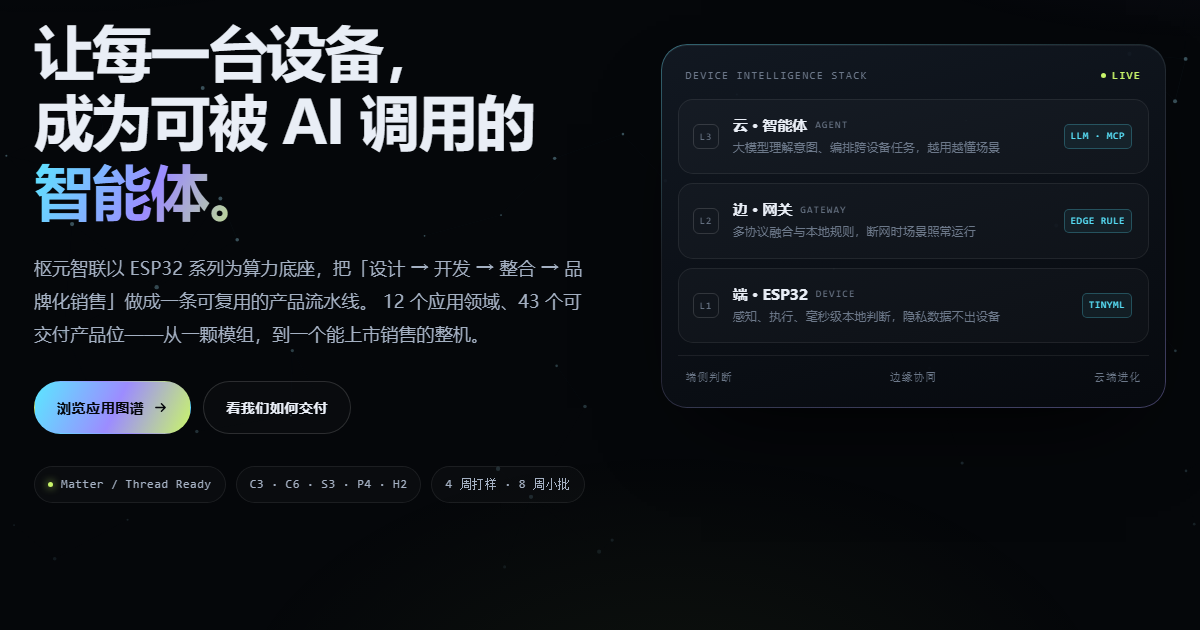 让每一台设备，
成为可被 AI 调用的
智能体。
枢元智联以 ESP32 系列为算力底座，把「设计 → 开发 → 整合 → 品
牌化销售」做成一条可复用的产品流水线。 12 个应用领域、43 个可
交付产品位——从一颗模组，到一个能上市销售的整机。
浏览应用图谱 →
看我们如何交付
Matter / Thread Ready
C3 · C6 · S3 · P4 · H2
4 周打样 · 8 周小批
DEVICE INTELLIGENCE STACK
LIVE
L3
云 · 智能体 AGENT
大模型理解意图、编排跨设备任务，越用越懂场景
LLM · MCP
L2
边 · 网关 GATEWAY
多协议融合与本地规则，断网时场景照常运行
EDGE RULE
L1
端 · ESP32 DEVICE
感知、执行、毫秒级本地判断，隐私数据不出设备
TINYML
端侧判断
边缘协同
云端进化